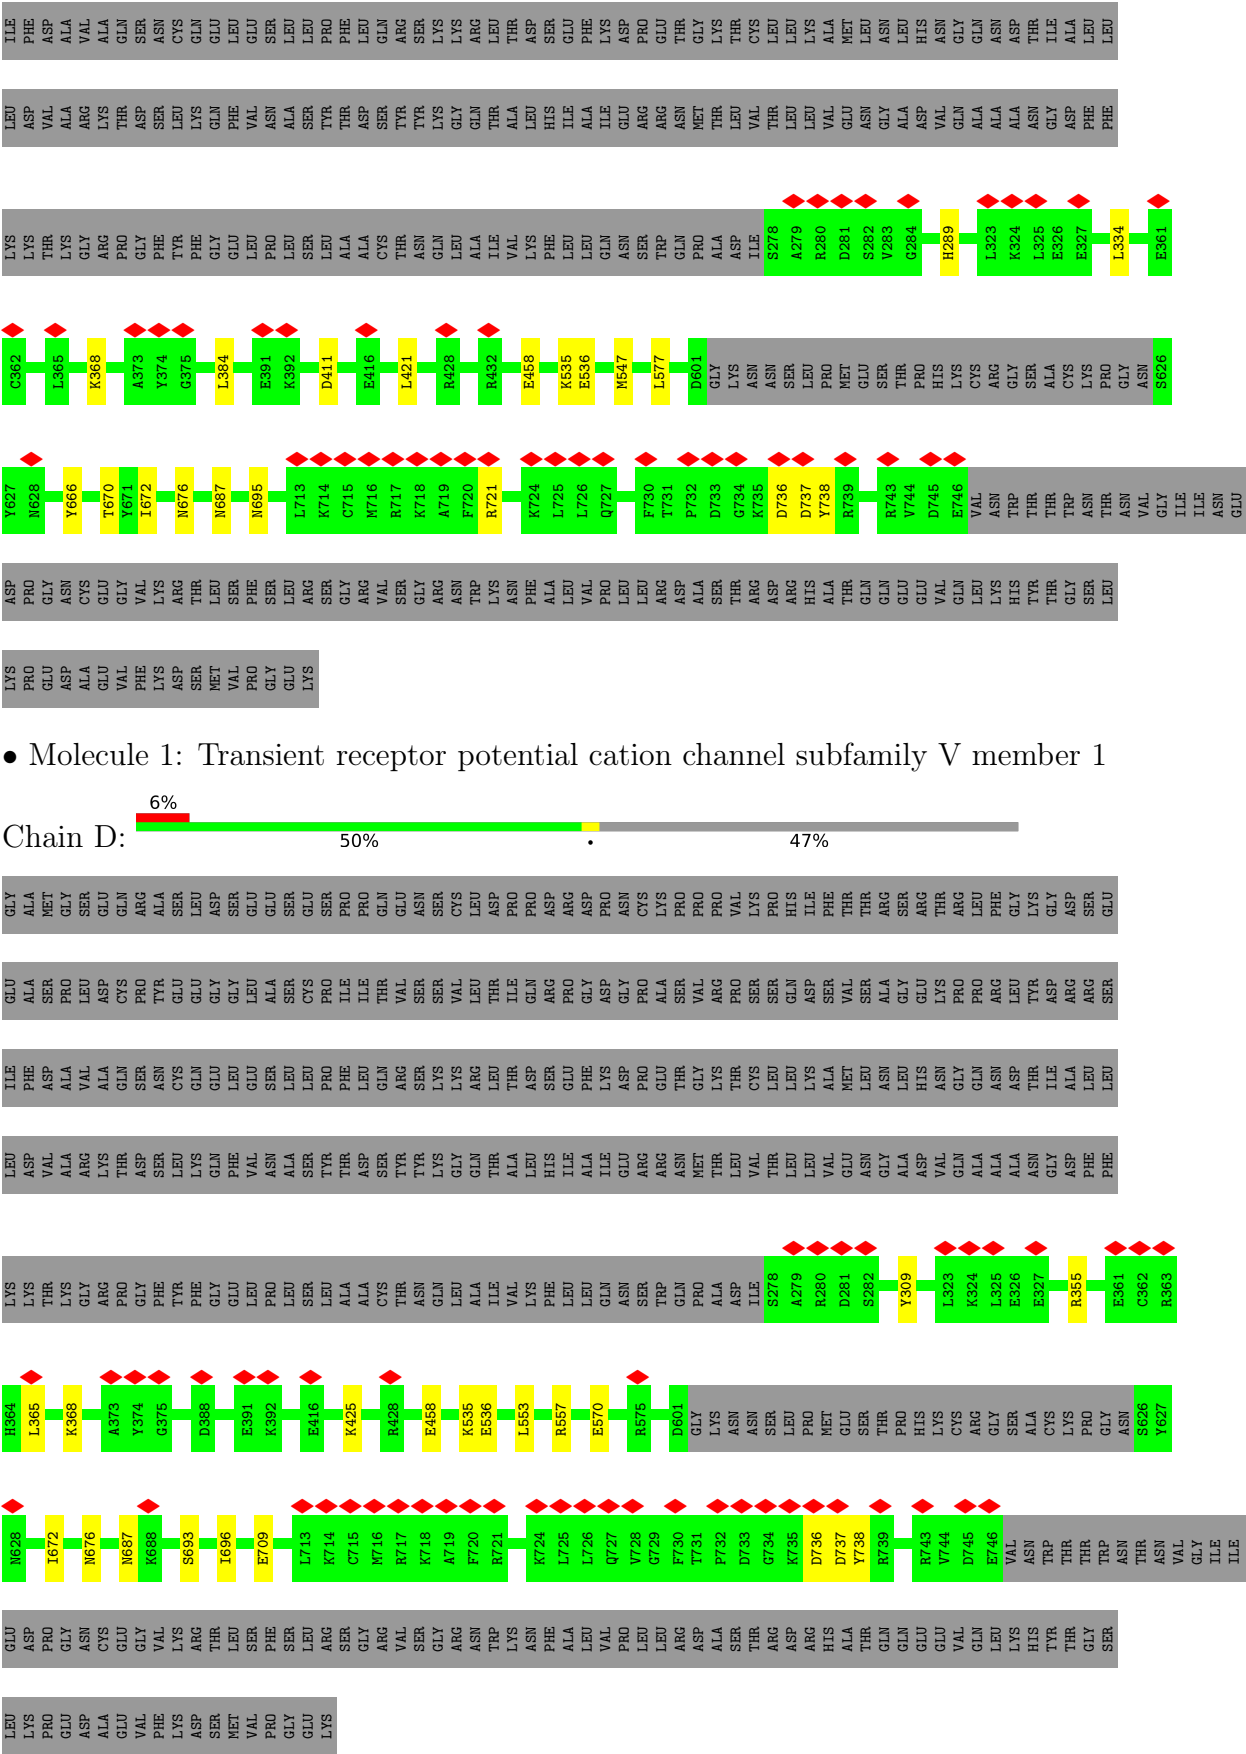 ILE PHE ASP ALA VAL ALA GLN SER ASN CYS GLN GLU LEU GLU SER LEU LEU PRO PHE LEU GLN ARG SER LYS LYS ARG LEU THR ASP SER GLU PHE LYS ASP PRO GLU THR GLY LYS THR CYS LEU LEU LYS ALA MET LEU ASN LEU HIS ASN GLY GLN ASN ASP THR ILE ALA LEU LEU
LEU ASP VAL ALA ARG LYS THR ASP SER LEU LYS GLN PHE VAL ASN ALA SER TYR THR ASP SER TYR TYR LYS GLY GLN THR ALA LEU HIS ILE ALA ILE GLU ARG ARG ASN MET THR LEU VAL THR LEU LEU VAL GLU ASN GLY ALA ASP VAL GLN ALA ALA ALA ASN GLY ASP PHE PHE
LYS LYS THR LYS GLY ARG PRO GLY PHE TYR PHE GLY GLU LEU PRO LEU SER LEU ALA ALA CYS THR ASN GLN LEU ALA ILE VAL LYS PHE LEU LEU GLN ASN SER TRP GLN PRO ALA ASP ILE S278 A279 R280 D281 S282 V283 G284 H289 L323 K324 L325 E326 E327 L334 E361
C362 L365 K368 A373 Y374 G375 L384 E391 K392 D411 E416 L421 R428 R432 E458 K535 E536 M547 L577 D601 GLY LYS ASN ASN SER LEU PRO MET GLU SER THR PRO HIS LYS CYS ARG GLY SER ALA CYS LYS PRO GLY ASN S626
Y627 N628 Y666 T670 Y671 I672 N676 N687 N695 L713 K714 C715 M716 R717 K718 A719 F720 R721 K724 L725 L726 Q727 F730 T731 P732 D733 G734 K735 D736 D737 Y738 R739 R743 V744 D745 E746 VAL ASN TRP THR THR TRP ASN THR ASN VAL GLY ILE ILE ASN GLU
ASP PRO GLY ASN CYS GLU GLY VAL LYS ARG THR LEU SER PHE SER LEU ARG SER GLY ARG VAL SER GLY ARG ASN TRP LYS ASN PHE ALA LEU VAL PRO LEU LEU ARG ASP ALA SER THR ARG ASP ARG HIS ALA THR GLN GLN GLU GLU VAL GLN LEU LYS HIS TYR THR GLY SER LEU
LYS PRO GLU ASP ALA GLU VAL PHE LYS ASP SER MET VAL PRO GLY GLU LYS
• Molecule 1: Transient receptor potential cation channel subfamily V member 1
6%
Chain D:
50% • 47%
GLY ALA MET GLY SER GLU GLN ARG ALA SER LEU ASP SER GLU GLU SER GLU SER PRO PRO GLN GLU ASN SER CYS LEU ASP PRO PRO ASP ARG ASP PRO ASN CYS LYS PRO PRO PRO VAL LYS PRO HIS ILE PHE THR THR ARG SER ARG THR ARG LEU PHE GLY LYS GLY ASP SER GLU
GLU ALA SER PRO LEU ASP CYS PRO TYR GLU GLU GLY GLY LEU ALA SER CYS PRO ILE ILE THR VAL SER SER VAL LEU THR ILE GLN ARG PRO GLY ASP GLY PRO ALA SER VAL ARG PRO SER SER GLN ASP SER VAL SER ALA GLY GLU LYS PRO PRO ARG LEU TYR ASP ARG ARG SER
ILE PHE ASP ALA VAL ALA GLN SER ASN CYS GLN GLU LEU GLU SER LEU LEU PRO PHE LEU GLN ARG SER LYS LYS ARG LEU THR ASP SER GLU PHE LYS ASP PRO GLU THR GLY LYS THR CYS LEU LEU LYS ALA MET LEU ASN LEU HIS ASN GLY GLN ASN ASP THR ILE ALA LEU LEU
LEU ASP VAL ALA ARG LYS THR ASP SER LEU LYS GLN PHE VAL ASN ALA SER TYR THR ASP SER TYR TYR LYS GLY GLN THR ALA LEU HIS ILE ALA ILE GLU ARG ARG ASN MET THR LEU VAL THR LEU LEU VAL GLU ASN GLY ALA ASP VAL GLN ALA ALA ALA ASN GLY ASP PHE PHE
LYS LYS THR LYS GLY ARG PRO GLY PHE TYR PHE GLY GLU LEU PRO LEU SER LEU ALA ALA CYS THR ASN GLN LEU ALA ILE VAL LYS PHE LEU LEU GLN ASN SER TRP GLN PRO ALA ASP ILE S278 A279 R280 D281 S282 Y309 L323 K324 L325 E326 E327 R355 E361 C362 R363
H364 L365 K368 A373 Y374 G375 D388 E391 K392 E416 K425 R428 E458 K535 E536 L553 R557 E570 R575 D601 GLY LYS ASN ASN SER LEU PRO MET GLU SER THR PRO HIS LYS CYS ARG GLY SER ALA CYS LYS PRO GLY ASN S626 Y627
N628 I672 N676 N687 K688 S693 I696 E709 L713 K714 C715 M716 R717 K718 A719 F720 R721 K724 L725 L726 Q727 V728 G729 F730 T731 P732 D733 G734 K735 D736 D737 Y738 R739 R743 V744 D745 E746 VAL ASN TRP THR THR TRP ASN THR ASN VAL GLY ILE ILE
GLU ASP PRO GLY ASN CYS GLU GLY VAL LYS ARG THR LEU SER PHE SER LEU ARG SER GLY ARG VAL SER GLY ARG ASN TRP LYS ASN PHE ALA LEU VAL PRO LEU LEU ARG ASP ALA SER THR ARG ASP ARG HIS ALA THR GLN GLN GLU GLU VAL GLN LEU LYS HIS TYR THR GLY SER
LEU LYS PRO GLU ASP ALA GLU VAL PHE LYS ASP SER MET VAL PRO GLY GLU LYS